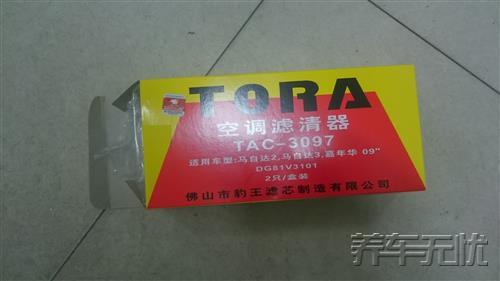 TORA
空调滤清器
TAC-3097
适用车型:马自达2,马自达3,嘉年华 09"
DG81V3101
2只/盒装
佛山市豹王滤芯制造有限公司
养车无忧